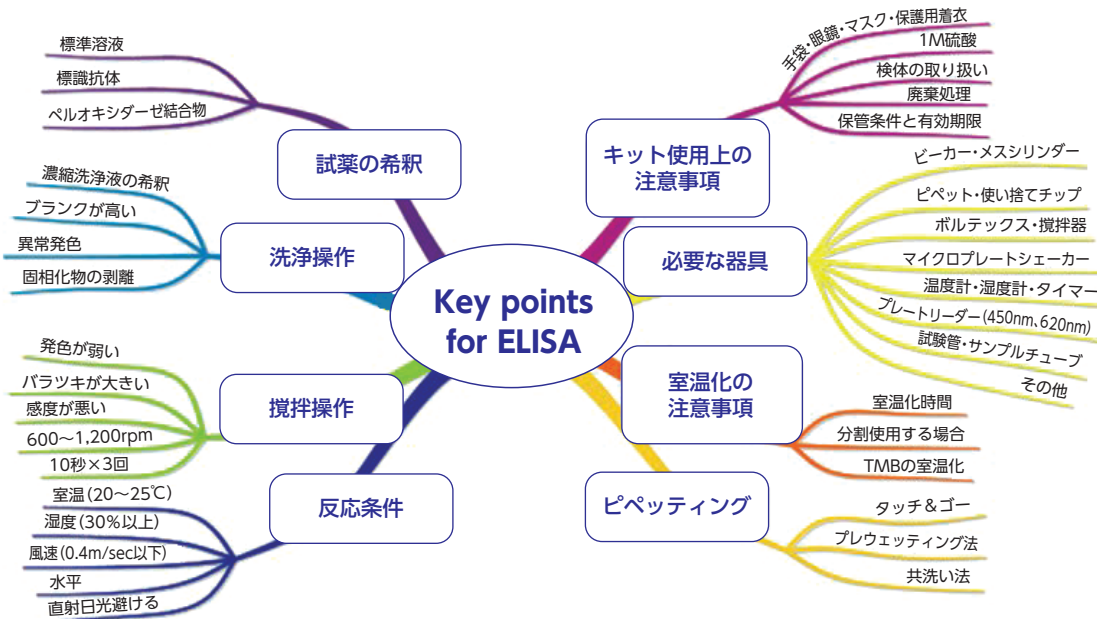 Key points
for ELISA
試薬の希釈
標準溶液
標識抗体
ペルオキシダーゼ結合物
洗浄操作
濃縮洗浄液の希釈
ブランクが高い
異常発色
固相化物の剥離
撹拌操作
発色が弱い
バラツキが大きい
感度が悪い
600～1,200rpm
10秒×3回
反応条件
室温(20～25℃)
湿度(30％以上)
風速(0.4m/sec以下)
水平
直射日光避ける
キット使用上の
注意事項
手袋・眼鏡・マスク・保護用着衣
1M硫酸
検体の取り扱い
廃棄処理
保管条件と有効期限
必要な器具
ビーカー・メスシリンダー
ピペット・使い捨てチップ
ボルテックス・撹拌器
マイクロプレートシェーカー
温度計・湿度計・タイマー
プレートリーダー(450nm、620nm)
試験管・サンプルチューブ
その他
室温化の
注意事項
室温化時間
分割使用する場合
TMBの室温化
ピペッティング
タッチ＆ゴー
プレウェッティング法
共洗い法